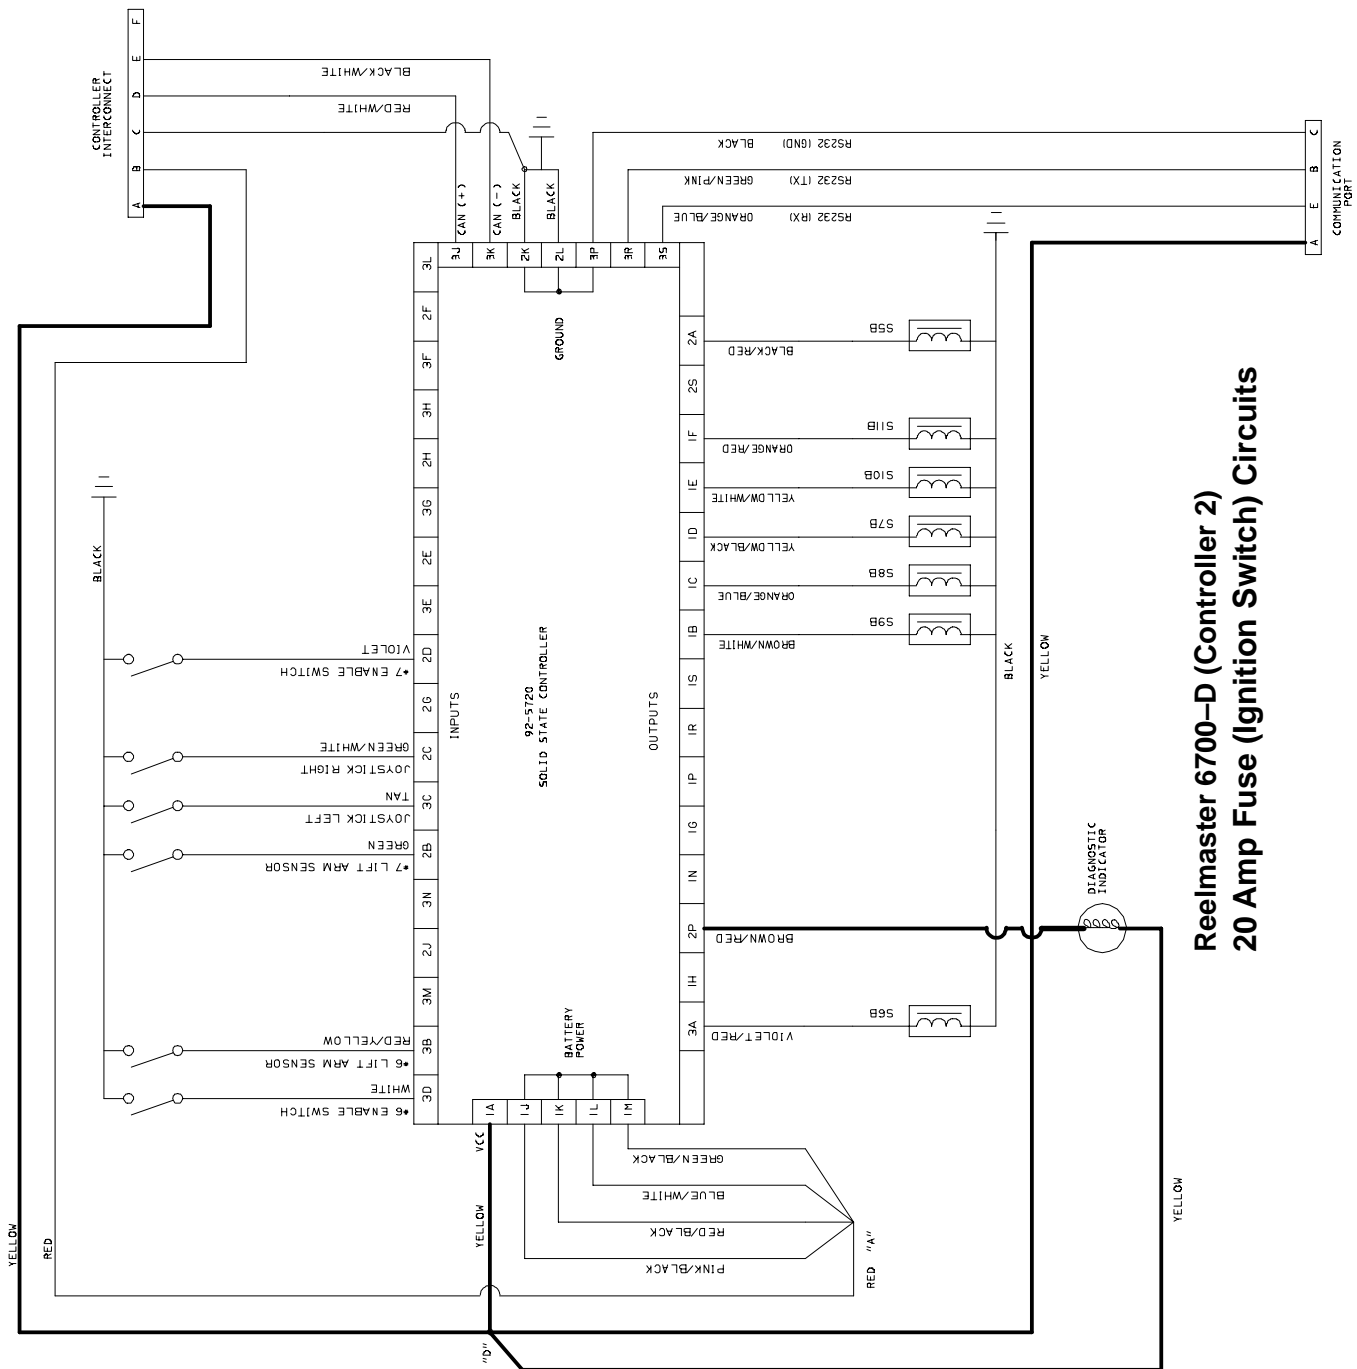 CONTROLLER
INTERCONNECT
F
E
D
C
B
A
BLACK/WHITE
RED/WHITE
CAN (+)
CAN (-)
BLACK
BLACK
RS232 (GND) BLACK
RS232 (TX) GREEN/PINK
RS232 (RX) ORANGE/BLUE
C
B
E
A
COMMUNICATION
PORT
3J
3K
2K
2L
3P
3R
3S
GROUND
3L
2F
3F
3H
2H
3G
2E
3E
2D
2G
2C
3C
2B
3N
2J
3M
3B
3D
INPUTS
BLACK
VIOLET
#7 ENABLE SWITCH
GREEN/WHITE
JOYSTICK RIGHT
TAN
JOYSTICK LEFT
GREEN
#7 LIFT ARM SENSOR
RED/YELLOW
#6 LIFT ARM SENSOR
WHITE
#6 ENABLE SWITCH
92-5720
SOLID STATE CONTROLLER
OUTPUTS
2A
2S
1F
1E
1D
1C
1B
1S
1R
1P
1G
1N
2P
1H
3A
BLACK/RED
S5B
ORANGE/RED
S11B
YELLOW/WHITE
S10B
YELLOW/BLACK
S7B
ORANGE/BLUE
S8B
BROWN/WHITE
S9B
BROWN/RED
VIOLET/RED
S6B
BLACK
YELLOW
DIAGNOSTIC
INDICATOR
BATTERY
POWER
1A
1J
1K
1L
1M
VCC
YELLOW
GREEN/BLACK
BLUE/WHITE
RED/BLACK
PINK/BLACK
RED "A"
YELLOW
RED
"D"
YELLOW
Reelmaster 6700–D (Controller 2)
20 Amp Fuse (Ignition Switch) Circuits